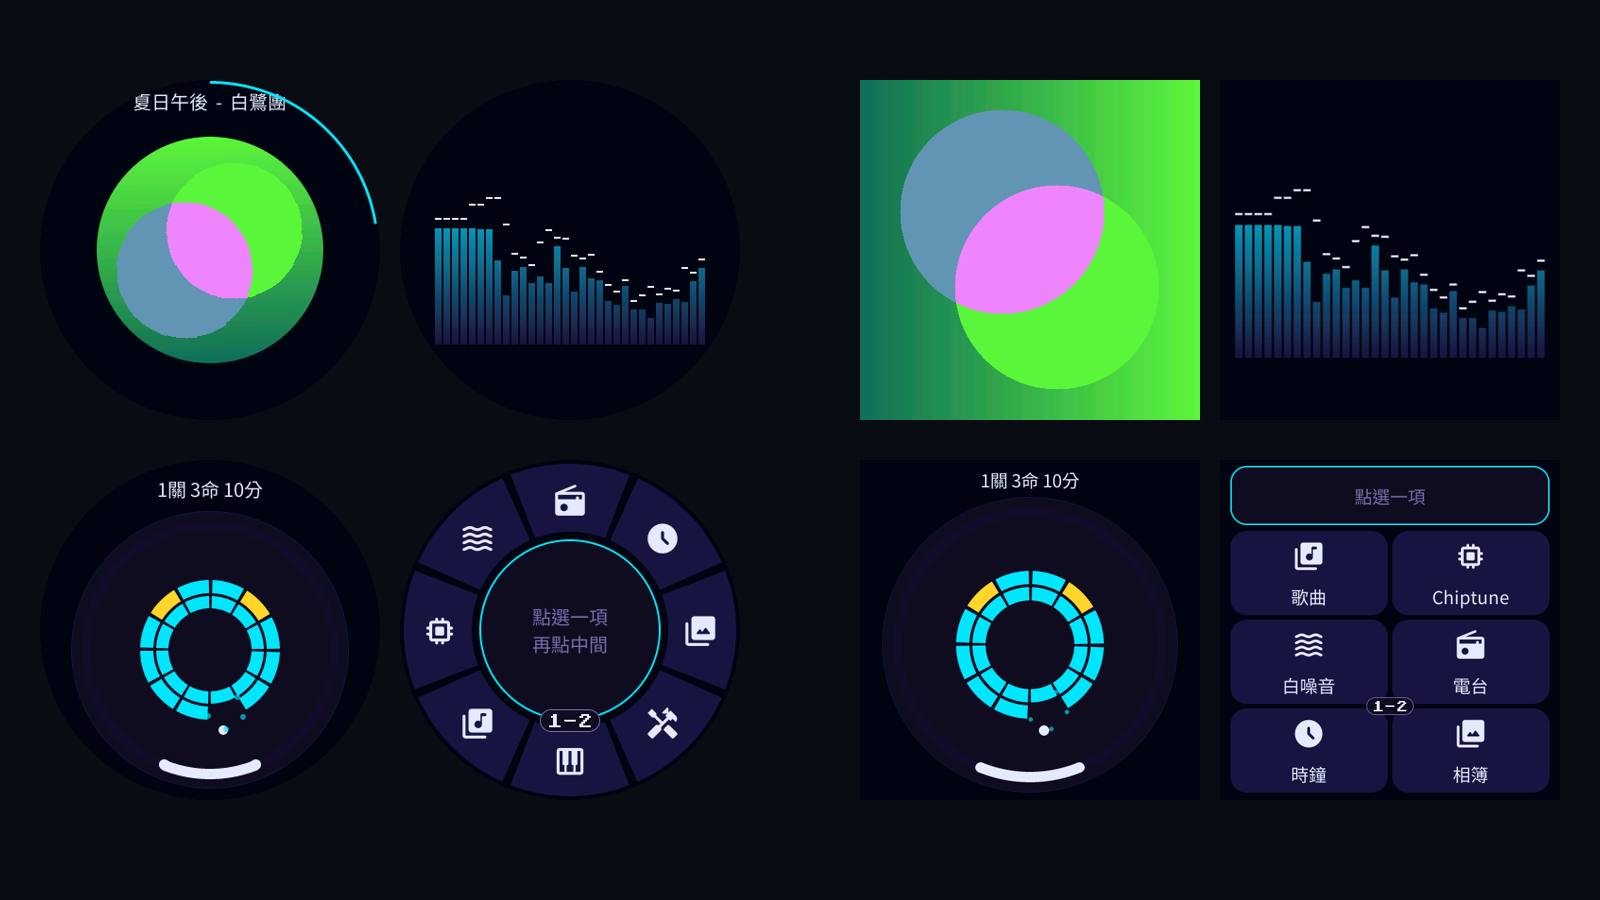 夏日午後 - 白鷺團
1關 3命 10分
點選一項
再點中間
1-2
1關 3命 10分
點選一項
歌曲
Chiptune
白噪音
電台
1-2
時鐘
相簿